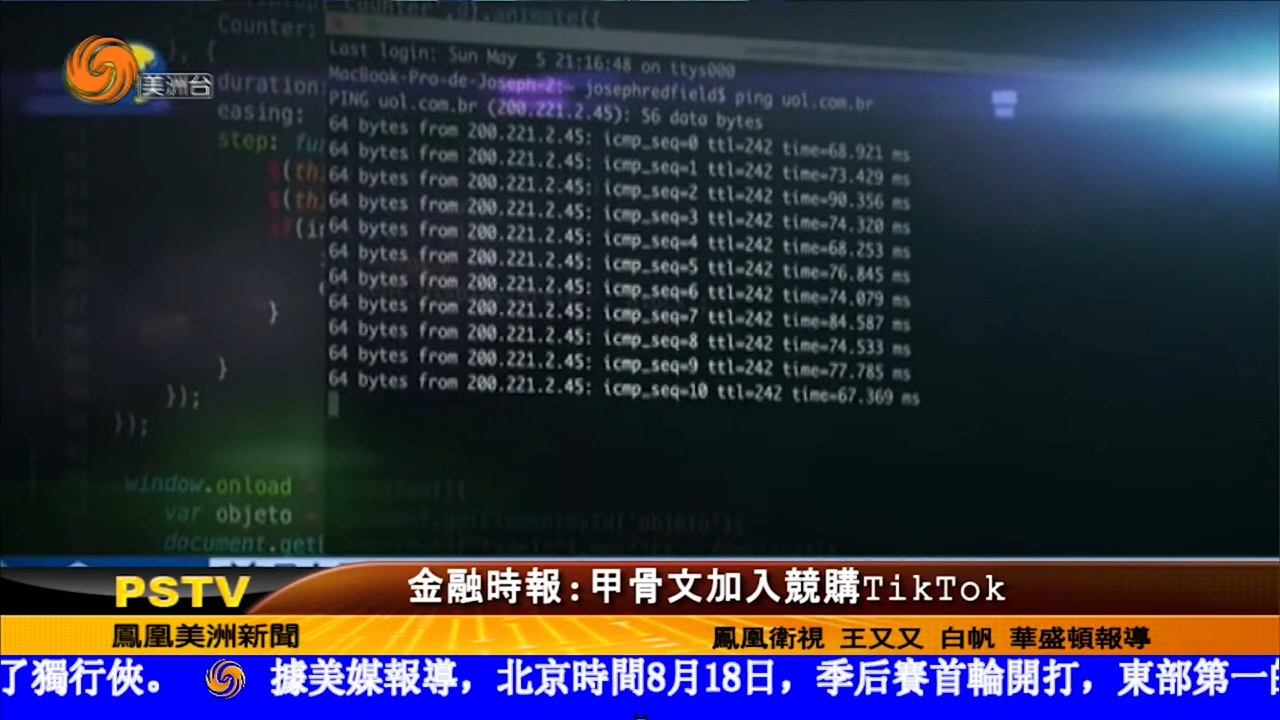 Counter:
Last login: Sun May  5 21:16:48 on ttys000
美洲台
duration:
MacBook-Pro-de-Joseph-2:~ josephredfield$ ping uol.com.br
easing:
PING uol.com.br (200.221.2.45): 56 data bytes
step:
64 bytes from 200.221.2.45: icmp_seq=0 ttl=242 time=68.921 ms
64 bytes from 200.221.2.45: icmp_seq=1 ttl=242 time=73.429 ms
64 bytes from 200.221.2.45: icmp_seq=2 ttl=242 time=90.356 ms
64 bytes from 200.221.2.45: icmp_seq=3 ttl=242 time=74.320 ms
64 bytes from 200.221.2.45: icmp_seq=4 ttl=242 time=68.253 ms
64 bytes from 200.221.2.45: icmp_seq=5 ttl=242 time=76.845 ms
64 bytes from 200.221.2.45: icmp_seq=6 ttl=242 time=74.079 ms
64 bytes from 200.221.2.45: icmp_seq=7 ttl=242 time=84.587 ms
64 bytes from 200.221.2.45: icmp_seq=8 ttl=242 time=74.533 ms
64 bytes from 200.221.2.45: icmp_seq=9 ttl=242 time=77.785 ms
64 bytes from 200.221.2.45: icmp_seq=10 ttl=242 time=67.369 ms
}
}
});
});
window.onload
var objeto
PSTV
金融時報:甲骨文加入競購TikTok
鳳凰美洲新聞
鳳凰衛視 王又又 白帆 華盛頓報導
了獨行俠。 據美媒報導，北京時間8月18日，季后賽首輪開打，東部第一